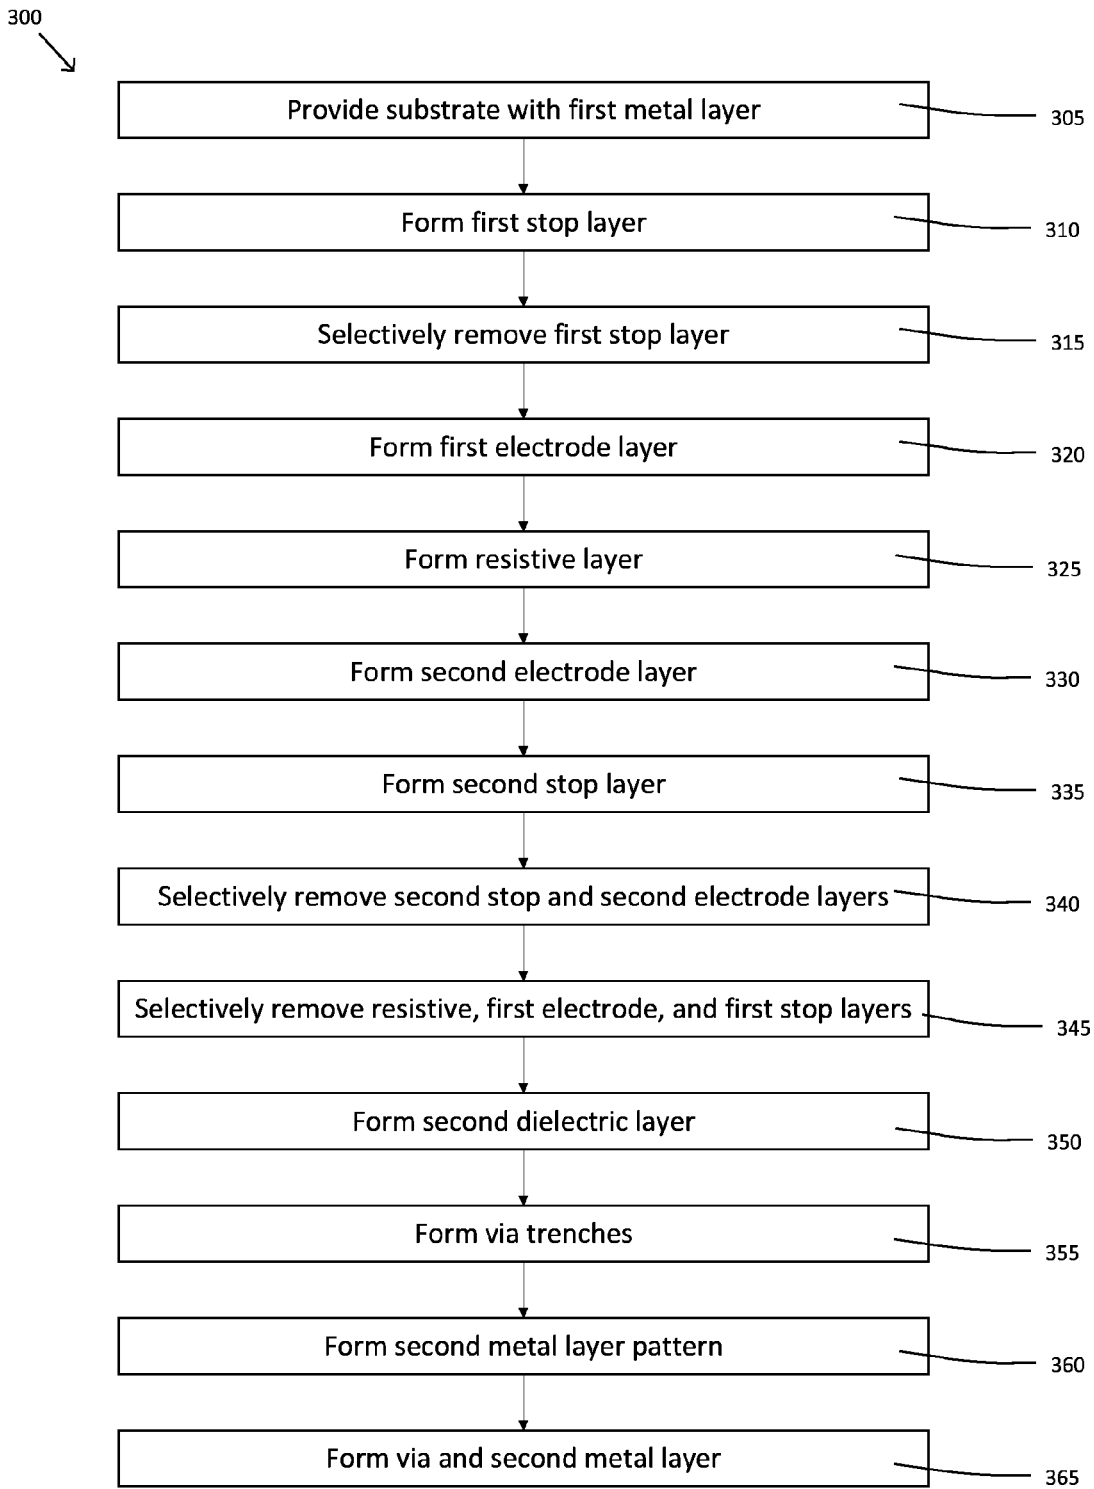 300
Provide substrate with first metal layer
305
Form first stop layer
310
Selectively remove first stop layer
315
Form first electrode layer
320
Form resistive layer
325
Form second electrode layer
330
Form second stop layer
335
Selectively remove second stop and second electrode layers
340
Selectively remove resistive, first electrode, and first stop layers
345
Form second dielectric layer
350
Form via trenches
355
Form second metal layer pattern
360
Form via and second metal layer
365